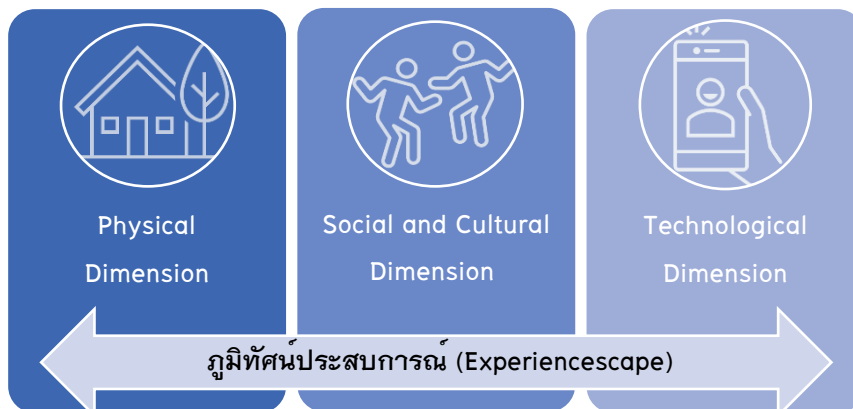 Physical
Dimension
Social and Cultural
Dimension
Technological
Dimension
ภูมิทัศน์ประสบการณ์ (Experiencescape)